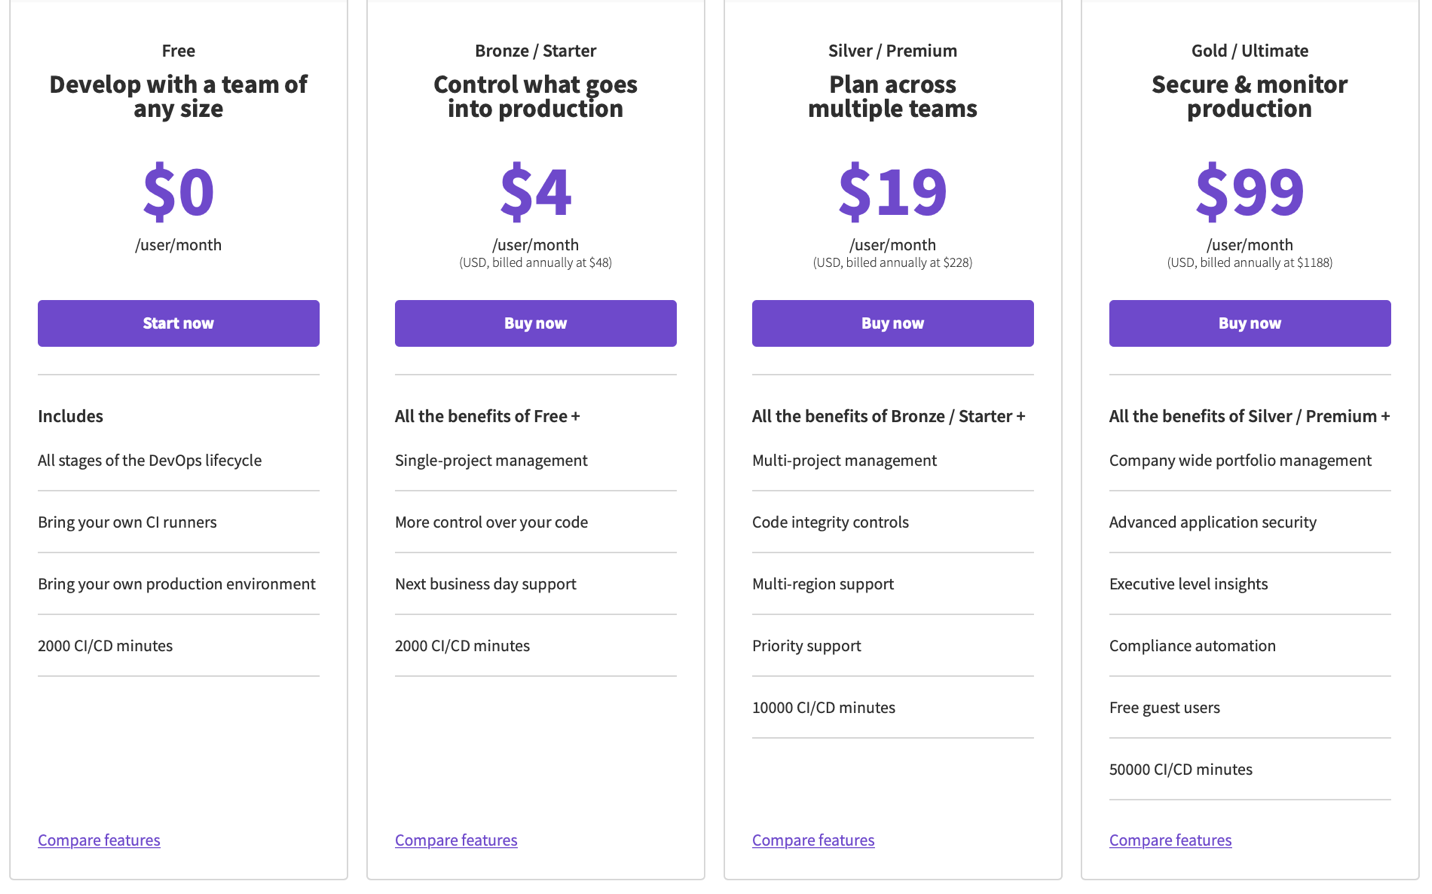 Free
Develop with a team of
any size
$0
/user/month
Start now
Includes
All stages of the DevOps lifecycle
Bring your own CI runners
Bring your own production environment
2000 CI/CD minutes
Compare features
Bronze / Starter
Control what goes
into production
$4
/user/month
(USD, billed annually at $48)
Buy now
All the benefits of Free +
Single-project management
More control over your code
Next business day support
2000 CI/CD minutes
Compare features
Silver / Premium
Plan across
multiple teams
$19
/user/month
(USD, billed annually at $228)
Buy now
All the benefits of Bronze / Starter +
Multi-project management
Code integrity controls
Multi-region support
Priority support
10000 CI/CD minutes
Compare features
Gold / Ultimate
Secure & monitor
production
$99
/user/month
(USD, billed annually at $1188)
Buy now
All the benefits of Silver / Premium +
Company wide portfolio management
Advanced application security
Executive level insights
Compliance automation
Free guest users
50000 CI/CD minutes
Compare features